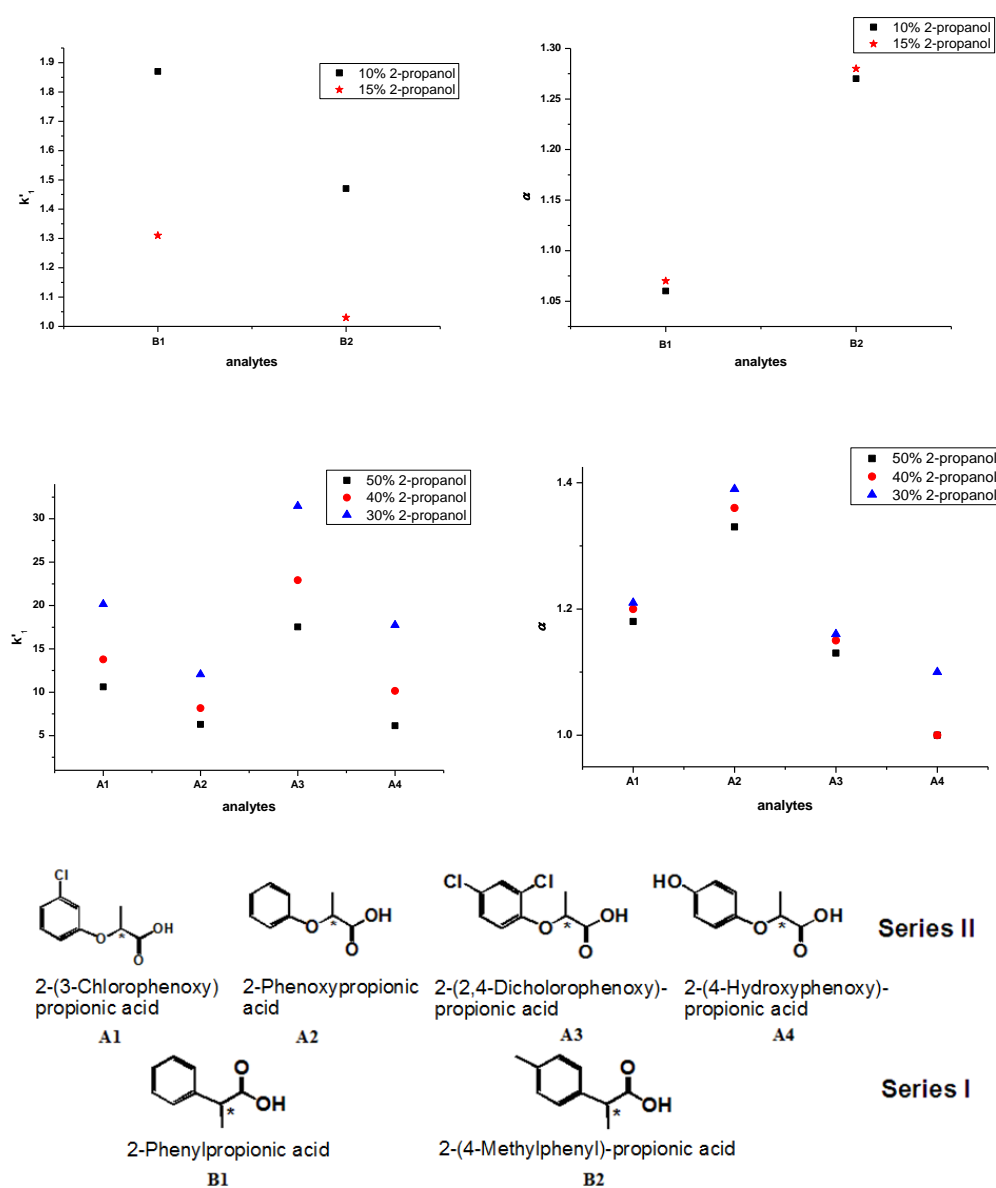 10% 2-propanol
15% 2-propanol
1.9
1.8
1.7
1.6
1.5
1.4
1.3
1.2
1.1
1.0
k'1
B1 B2
analytes
10% 2-propanol
15% 2-propanol
1.30
1.25
1.20
1.15
1.10
1.05
α
B1 B2
analytes
50% 2-propanol
40% 2-propanol
30% 2-propanol
30
25
20
15
10
5
k'1
A1 A2 A3 A4
analytes
50% 2-propanol
40% 2-propanol
30% 2-propanol
1.4
1.2
1.0
α
A1 A2 A3 A4
analytes
Cl
O
*
OH
O
2-(3-Chlorophenoxy)
propionic acid
A1
O
*
OH
O
2-Phenoxypropionic
acid
A2
Cl
Cl
O
*
OH
O
2-(2,4-Dicholorophenoxy)-
propionic acid
A3
HO
O
*
OH
O
2-(4-Hydroxyphenoxy)-
propionic acid
A4
Series II
O
OH
*
2-Phenylpropionic acid
B1
O
OH
*
2-(4-Methylphenyl)-propionic acid
B2
Series I